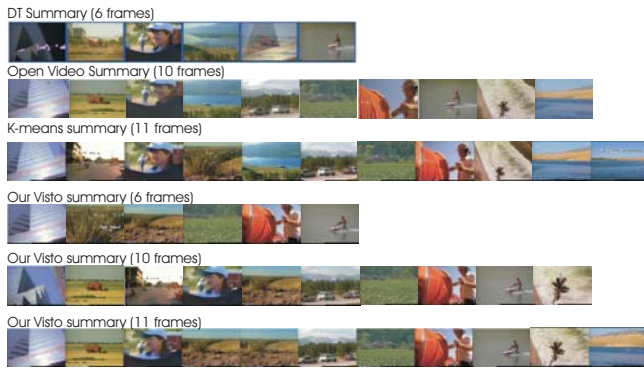 DT Summary (6 frames)
Open Video Summary (10 frames)
K-means summary (11 frames)
Our Visto summary (6 frames)
Our Visto summary (10 frames)
Our Visto summary (11 frames)